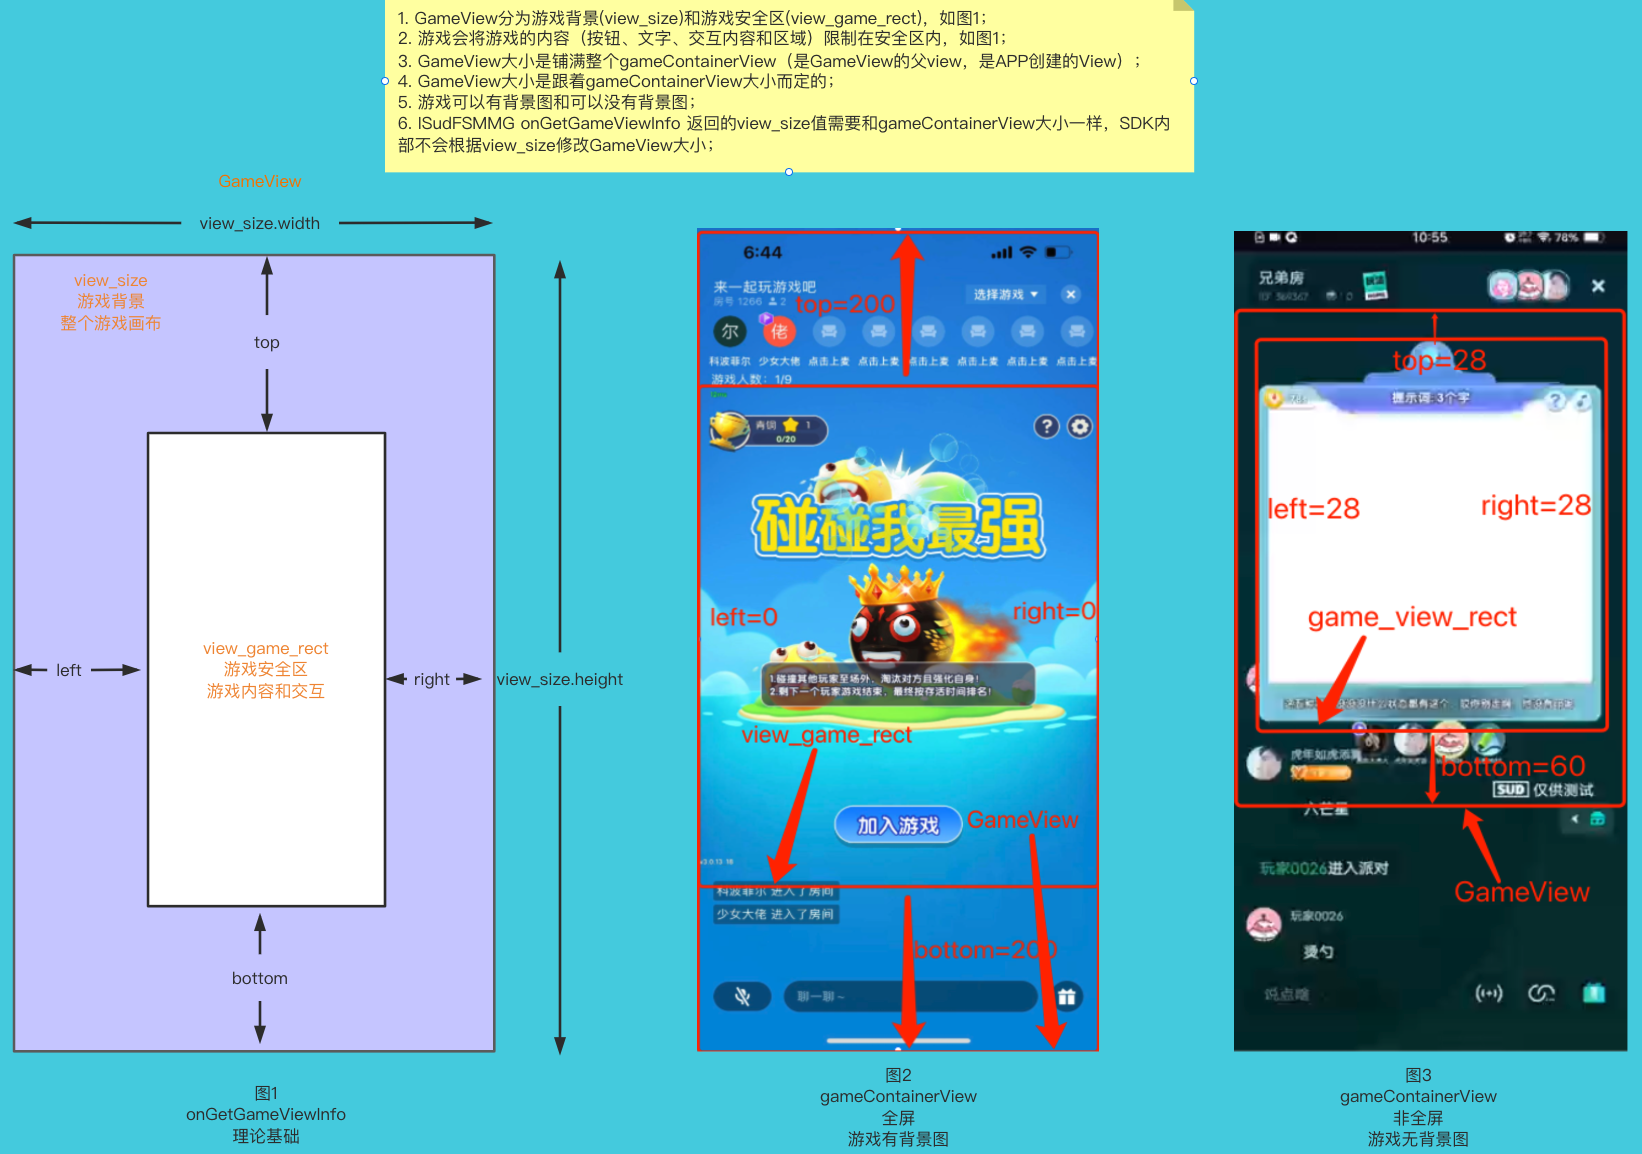 1. GameView分为游戏背景(view_size)和游戏安全区(view_game_rect)，如图1；
2. 游戏会将游戏的内容（按钮、文字、交互内容和区域）限制在安全区内，如图1；
3. GameView大小是铺满整个gameContainerView（是GameView的父view，是APP创建的View）；
4. GameView大小是跟着gameContainerView大小而定的；
5. 游戏可以有背景图和可以没有背景图；
6. ISudFSMMG onGetGameViewInfo 返回的view_size值需要和gameContainerView大小一样，SDK内
部不会根据view_size修改GameView大小；
GameView
view_size.width
view_size
游戏背景
整个游戏画布
top
view_game_rect
游戏安全区
游戏内容和交互
left
right
view_size.height
bottom
图1
onGetGameViewInfo
理论基础
6:44
来一起玩游戏吧
房号 1266 2
选择游戏
top=200
尔
佬
科波菲尔 少女大佬 点击上麦 点击上麦 点击上麦 点击上麦 点击上麦 点击上麦
游戏人数：1/9
青铜 1
0/20
?
碰碰我最强
left=0
right=0
1.碰撞其他玩家至场外，淘汰对方且强化自身！
2.剩下一个玩家游戏结束，最终按存活时间排名！
view_game_rect
加入游戏
GameView
科波菲尔 进入了房间
少女大佬 进入了房间
bottom=200
聊一聊~
图2
gameContainerView
全屏
游戏有背景图
10:55
78%
兄弟房
top=28
提示词:3个字
?
left=28
right=28
game_view_rect
bottom=60
SUD 仅供测试
六芒星
GameView
玩家0026进入派对
玩家0026
烫勺
说点啥
图3
gameContainerView
非全屏
游戏无背景图